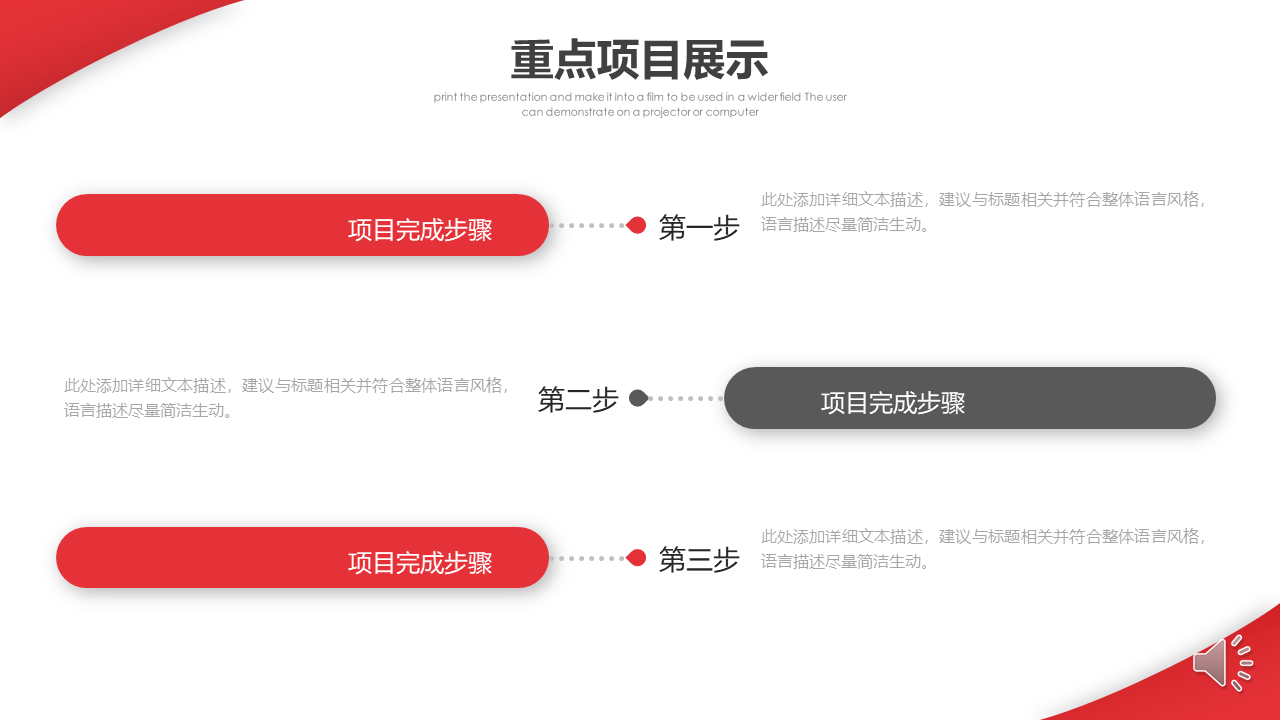 重点项目展示
print the presentation and make it into a film to be used in a wider field The user
can demonstrate on a projector or computer
项目完成步骤
第一步
此处添加详细文本描述，建议与标题相关并符合整体语言风格，
语言描述尽量简洁生动。
此处添加详细文本描述，建议与标题相关并符合整体语言风格，
语言描述尽量简洁生动。
第二步
项目完成步骤
项目完成步骤
第三步
此处添加详细文本描述，建议与标题相关并符合整体语言风格，
语言描述尽量简洁生动。